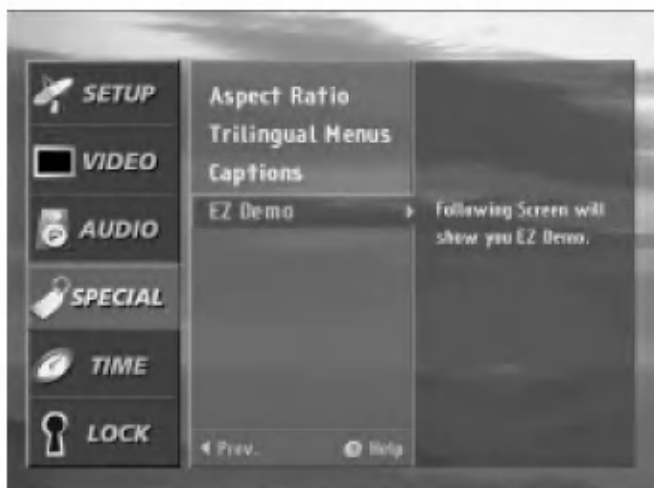 SETUP
VIDEO
AUDIO
SPECIAL
TIME
LOCK
Aspect Ratio
Trilingual Menus
Captions
EZ Demo
Following Screen will
show you EZ Demo.
Prev.
Help